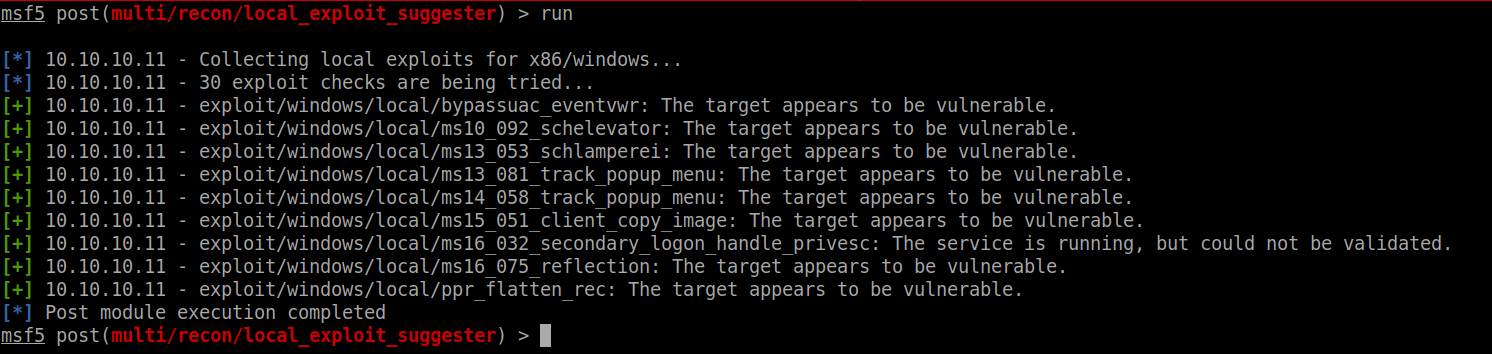 msf5 post(multi/recon/local_exploit_suggester) > run
[*] 10.10.10.11 - Collecting local exploits for x86/windows...
[*] 10.10.10.11 - 30 exploit checks are being tried...
[+] 10.10.10.11 - exploit/windows/local/bypassuac_eventvwr: The target appears to be vulnerable.
[+] 10.10.10.11 - exploit/windows/local/ms10_092_schelevator: The target appears to be vulnerable.
[+] 10.10.10.11 - exploit/windows/local/ms13_053_schlamperei: The target appears to be vulnerable.
[+] 10.10.10.11 - exploit/windows/local/ms13_081_track_popup_menu: The target appears to be vulnerable.
[+] 10.10.10.11 - exploit/windows/local/ms14_058_track_popup_menu: The target appears to be vulnerable.
[+] 10.10.10.11 - exploit/windows/local/ms15_051_client_copy_image: The target appears to be vulnerable.
[*] 10.10.10.11 - exploit/windows/local/ms16_032_secondary_logon_handle_privesc: The service is running, but could not be validated.
[+] 10.10.10.11 - exploit/windows/local/ms16_075_reflection: The target appears to be vulnerable.
[+] 10.10.10.11 - exploit/windows/local/ppr_flatten_rec: The target appears to be vulnerable.
[*] Post module execution completed
msf5 post(multi/recon/local_exploit_suggester) >